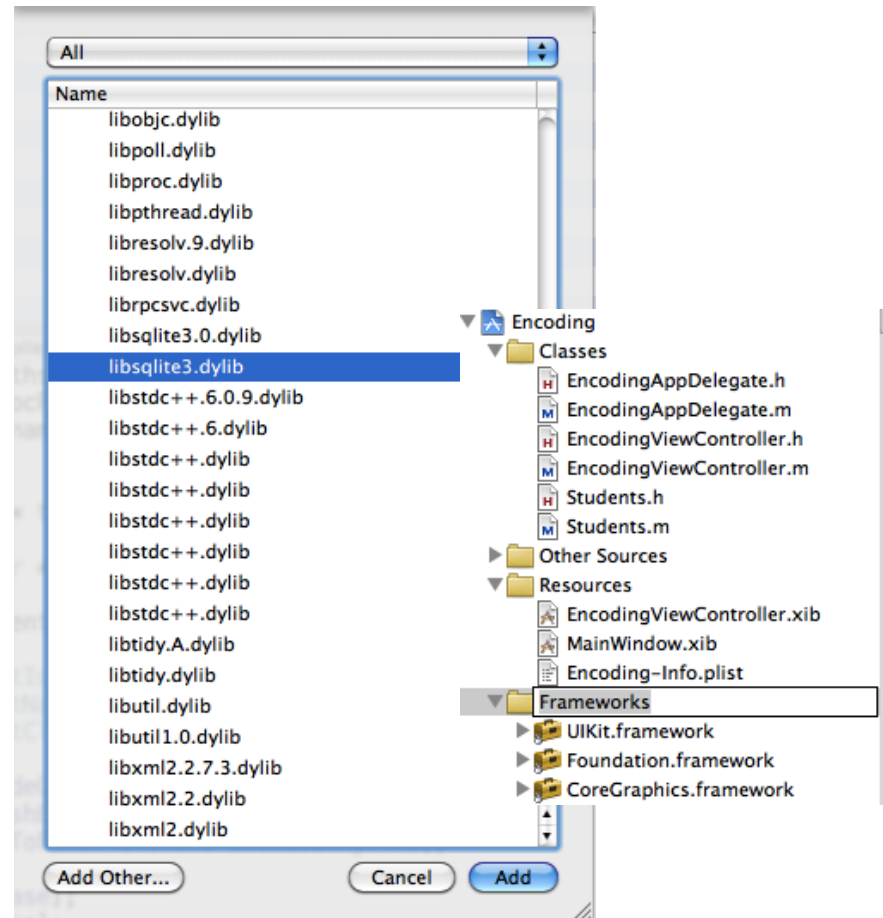 All
Name
libobjc.dylib
libpoll.dylib
libproc.dylib
libpthread.dylib
libresolv.9.dylib
libresolv.dylib
librpcsvc.dylib
libsqlite3.0.dylib
libsqlite3.dylib
libstdc++.6.0.9.dylib
libstdc++.6.dylib
libstdc++.dylib
libstdc++.dylib
libstdc++.dylib
libstdc++.dylib
libstdc++.dylib
libstdc++.dylib
libtidy.A.dylib
libtidy.dylib
libutil.dylib
libutil1.0.dylib
libxml2.2.7.3.dylib
libxml2.2.dylib
libxml2.dylib
Add Other...
Cancel
Add
Encoding
Classes
EncodingAppDelegate.h
EncodingAppDelegate.m
EncodingViewController.h
EncodingViewController.m
Students.h
Students.m
Other Sources
Resources
EncodingViewController.xib
MainWindow.xib
Encoding-Info.plist
Frameworks
UIKit.framework
Foundation.framework
CoreGraphics.framework